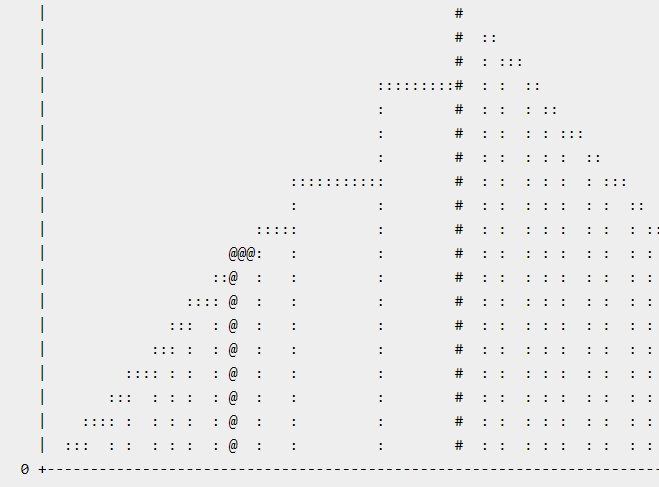 |                                               #
|                                               #  ::
|                                               #  : :::
|                                      :::::::::#  : :  ::
|                                      :        #  : :  : ::
|                                      :        #  : :  : : :::
|                                      :        #  : :  : : :  ::
|                            :::::::::::        #  : :  : : :  : :::
|                            :         :        #  : :  : : :  : :  ::
|                        :::::         :        #  : :  : : :  : :  : ::
|                     @@@:   :         :        #  : :  : : :  : :  : :
|                   ::@  :   :         :        #  : :  : : :  : :  : :
|                :::: @  :   :         :        #  : :  : : :  : :  : :
|              :::  : @  :   :         :        #  : :  : : :  : :  : :
|            ::: :  : @  :   :         :        #  : :  : : :  : :  : :
|         :::: : :  : @  :   :         :        #  : :  : : :  : :  : :
|       :::  : : :  : @  :   :         :        #  : :  : : :  : :  : :
|    :::: :  : : :  : @  :   :         :        #  : :  : : :  : :  : :
|  :::  : :  : : :  : @  :   :         :        #  : :  : : :  : :  : :
0 +-----------------------------------------------------------------------